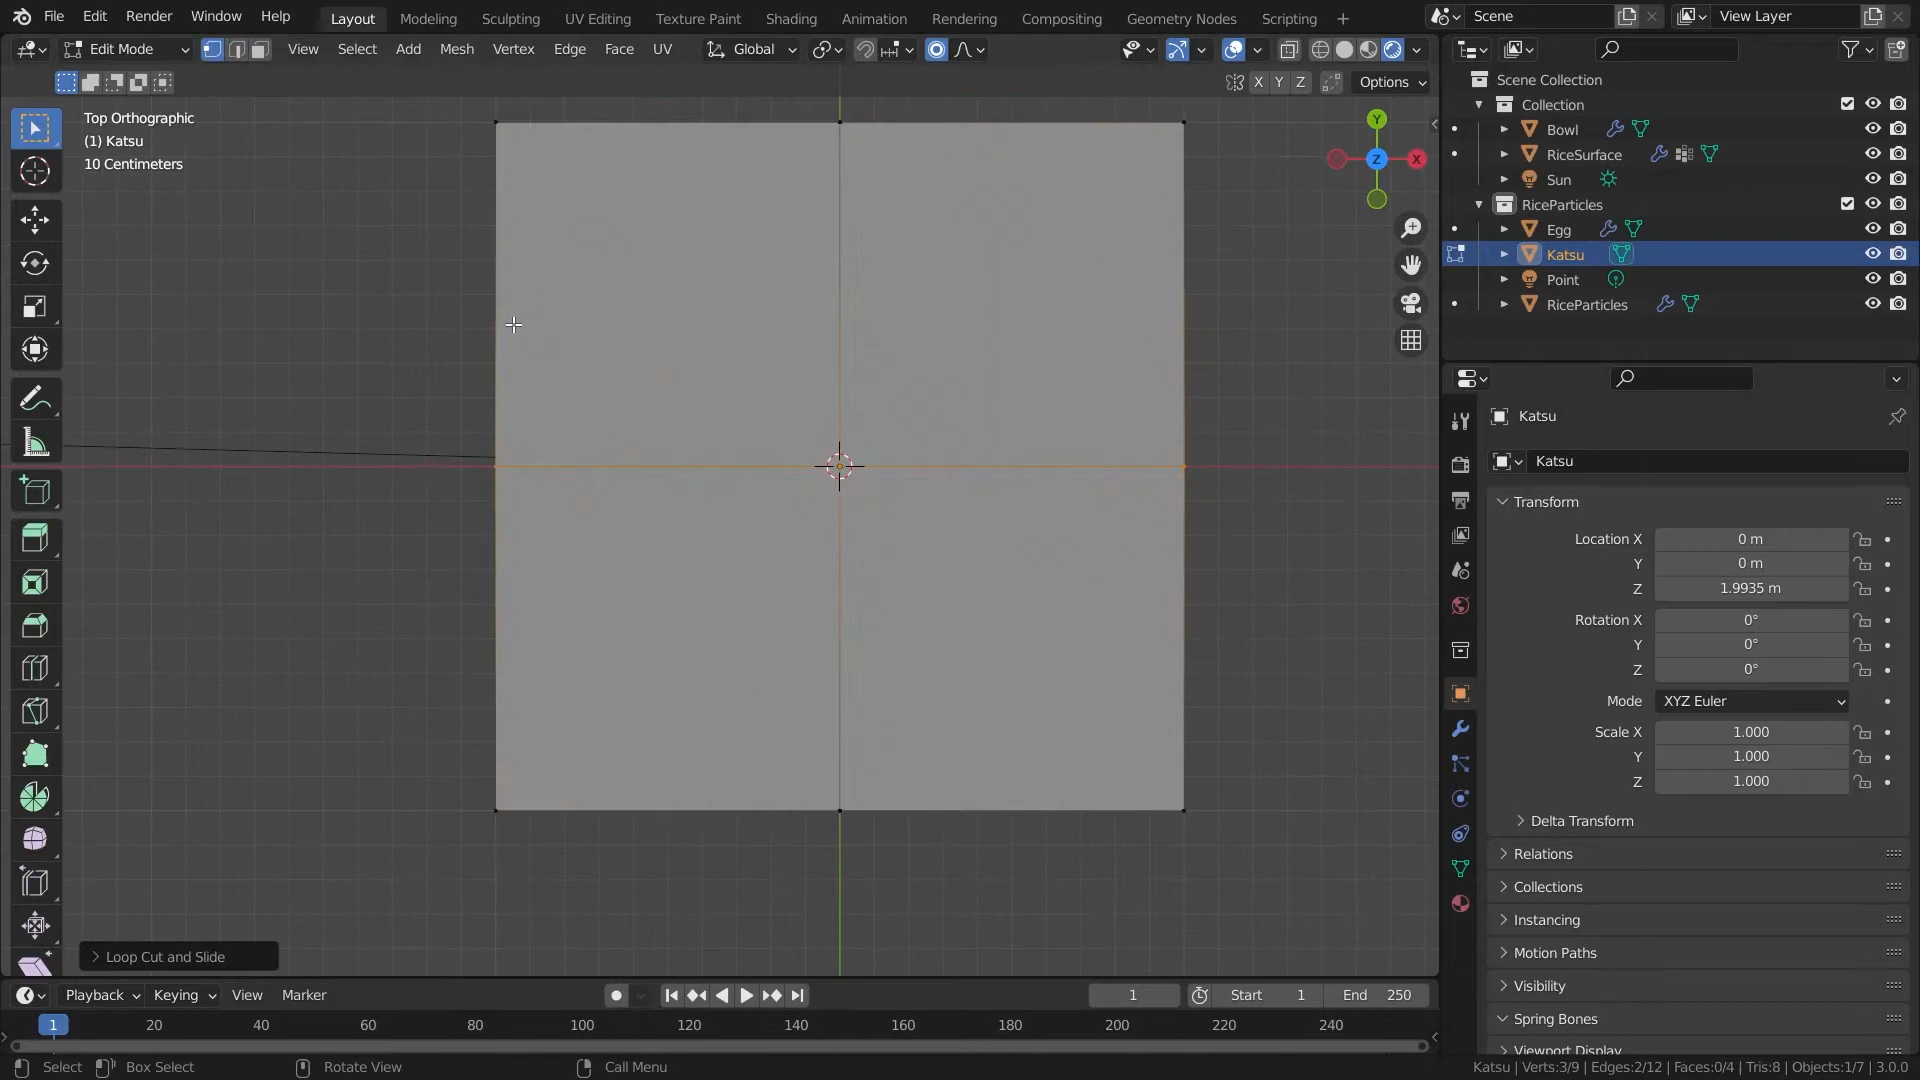 File Edit Render Window Help Layout Modeling Sculpting UV Editing Texture Paint Shading Animation Rendering Compositing Geometry Nodes Scripting + Scene View Layer
Edit Mode View Select Add Mesh Vertex Edge Face UV Global
X Y Z Options
Top Orthographic
(1) Katsu
10 Centimeters
Y
Z
X
Loop Cut and Slide
Scene Collection
Collection
Bowl
RiceSurface
Sun
RiceParticles
Egg
Katsu
Point
RiceParticles
Katsu
Katsu
Transform
Location X 0 m
Y 0 m
Z 1.9935 m
Rotation X 0°
Y 0°
Z 0°
Mode XYZ Euler
Scale X 1.000
Y 1.000
Z 1.000
Delta Transform
Relations
Collections
Instancing
Motion Paths
Visibility
Spring Bones
Viewport Display
Playback Keying View Marker 1 Start 1 End 250
1 20 40 60 80 100 120 140 160 180 200 220 240
Select Box Select Rotate View Call Menu Katsu | Verts:3/9 | Edges:2/12 | Faces:0/4 | Tris:8 | Objects:1/7 | 3.0.0